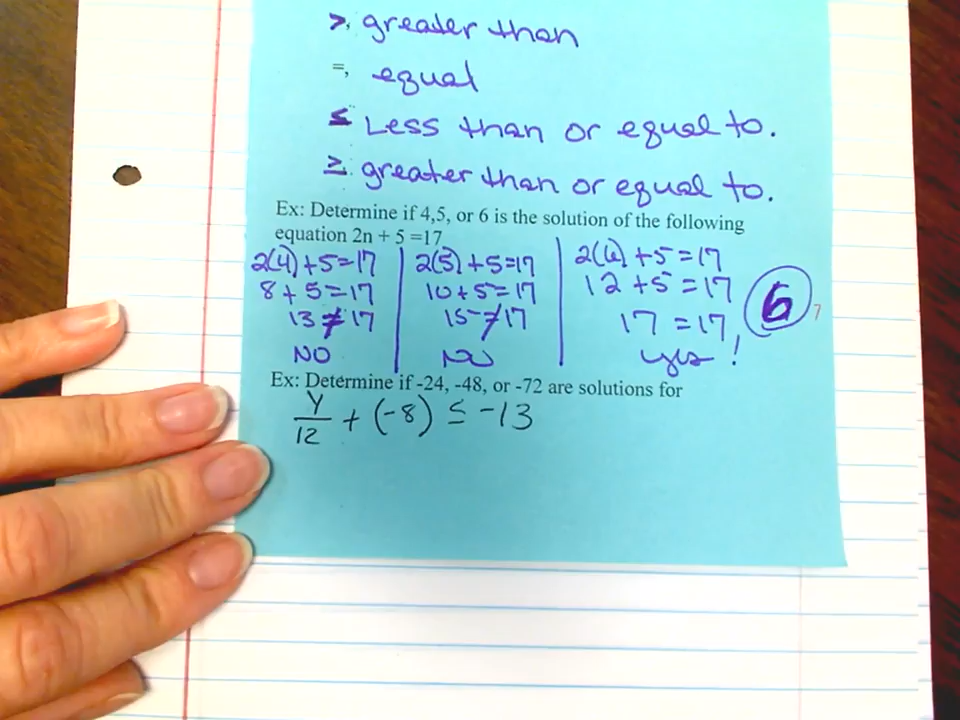 >, greater than
=, equal
≤ Less than or equal to.
≥. greater than or equal to.
Ex: Determine if 4,5, or 6 is the solution of the following
equation 2n + 5 =17
2(4)+5=17 2(5)+5=17 2(6)+5=17
8+5=17 10+5=17 12+5=17
13≠17 15≠17 17=17
NO NO yes!
6
7
Ex: Determine if -24, -48, or -72 are solutions for
y/12 + (-8) ≤ -13